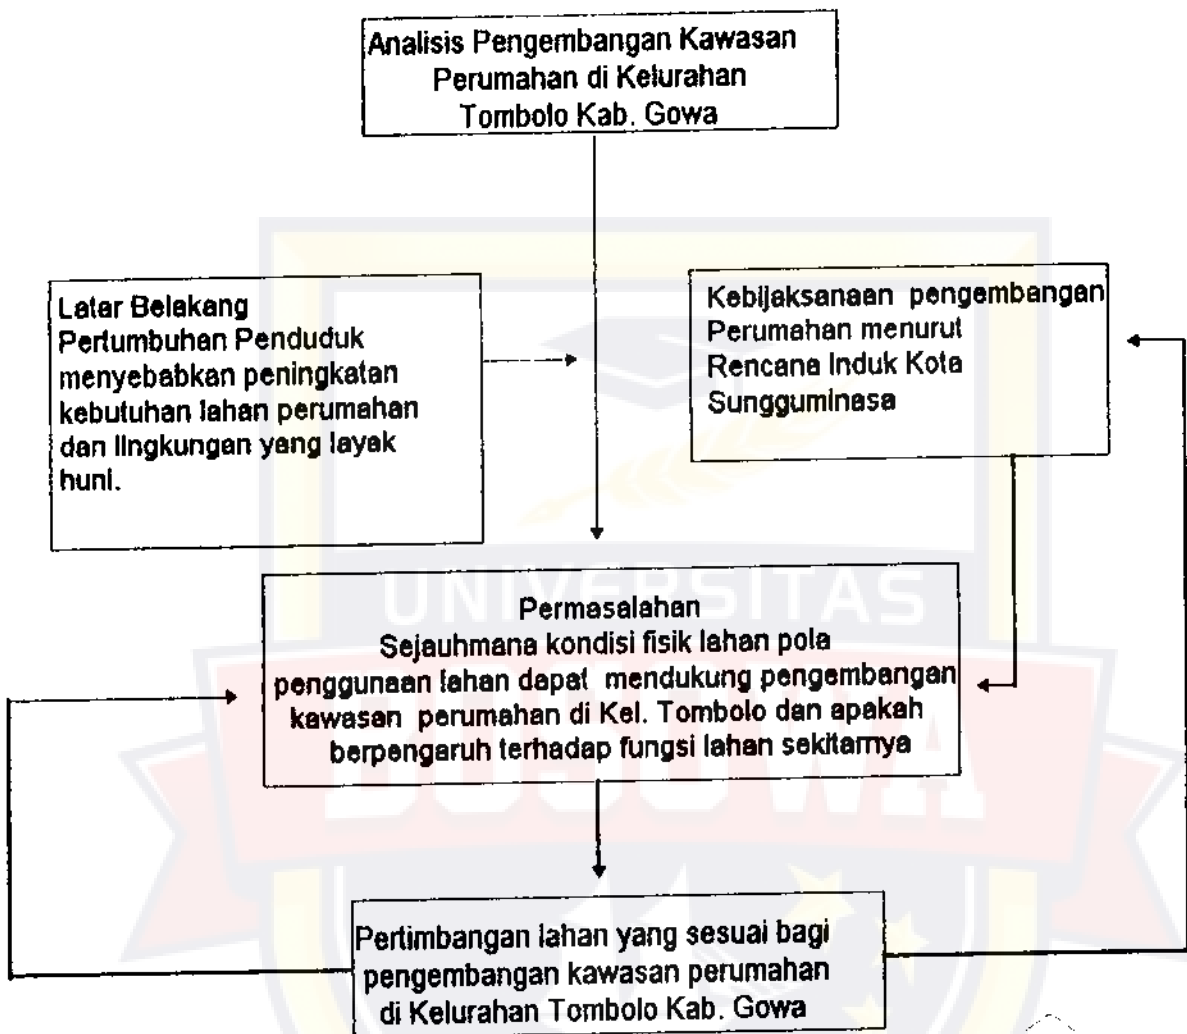 Analisis Pengembangan Kawasan
Perumahan di Kelurahan
Tombolo Kab. Gowa
Latar Belakang
Pertumbuhan Penduduk
menyebabkan peningkatan
kebutuhan lahan perumahan
dan lingkungan yang layak
huni.
Kebijaksanaan pengembangan
Perumahan menurut
Rencana Induk Kota
Sungguminasa
UNIVERSITAS
BOSOWA
Permasalahan
Sejauhmana kondisi fisik lahan pola
penggunaan lahan dapat mendukung pengembangan
kawasan perumahan di Kel. Tombolo dan apakah
berpengaruh terhadap fungsi lahan sekitarnya
Pertimbangan lahan yang sesuai bagi
pengembangan kawasan perumahan
di Kelurahan Tombolo Kab. Gowa